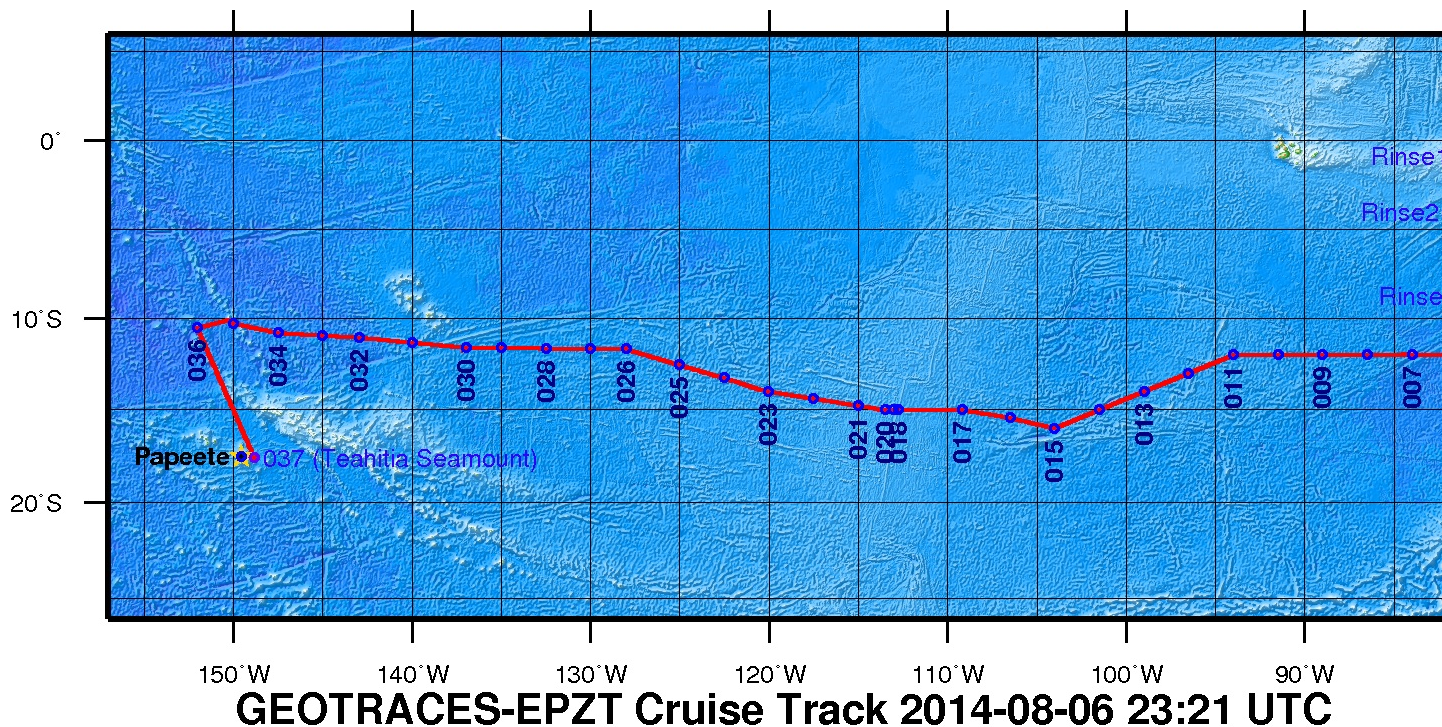 0°
Rinse1
Rinse2
Rinse
10°S
036
034
032
030
028
026
025
023
021
020
018
017
015
013
011
009
007
Papeete
037 (Teahitia Seamount)
20°S
150°W 140°W 130°W 120°W 110°W 100°W 90°W
GEOTRACES-EPZT Cruise Track 2014-08-06 23:21 UTC